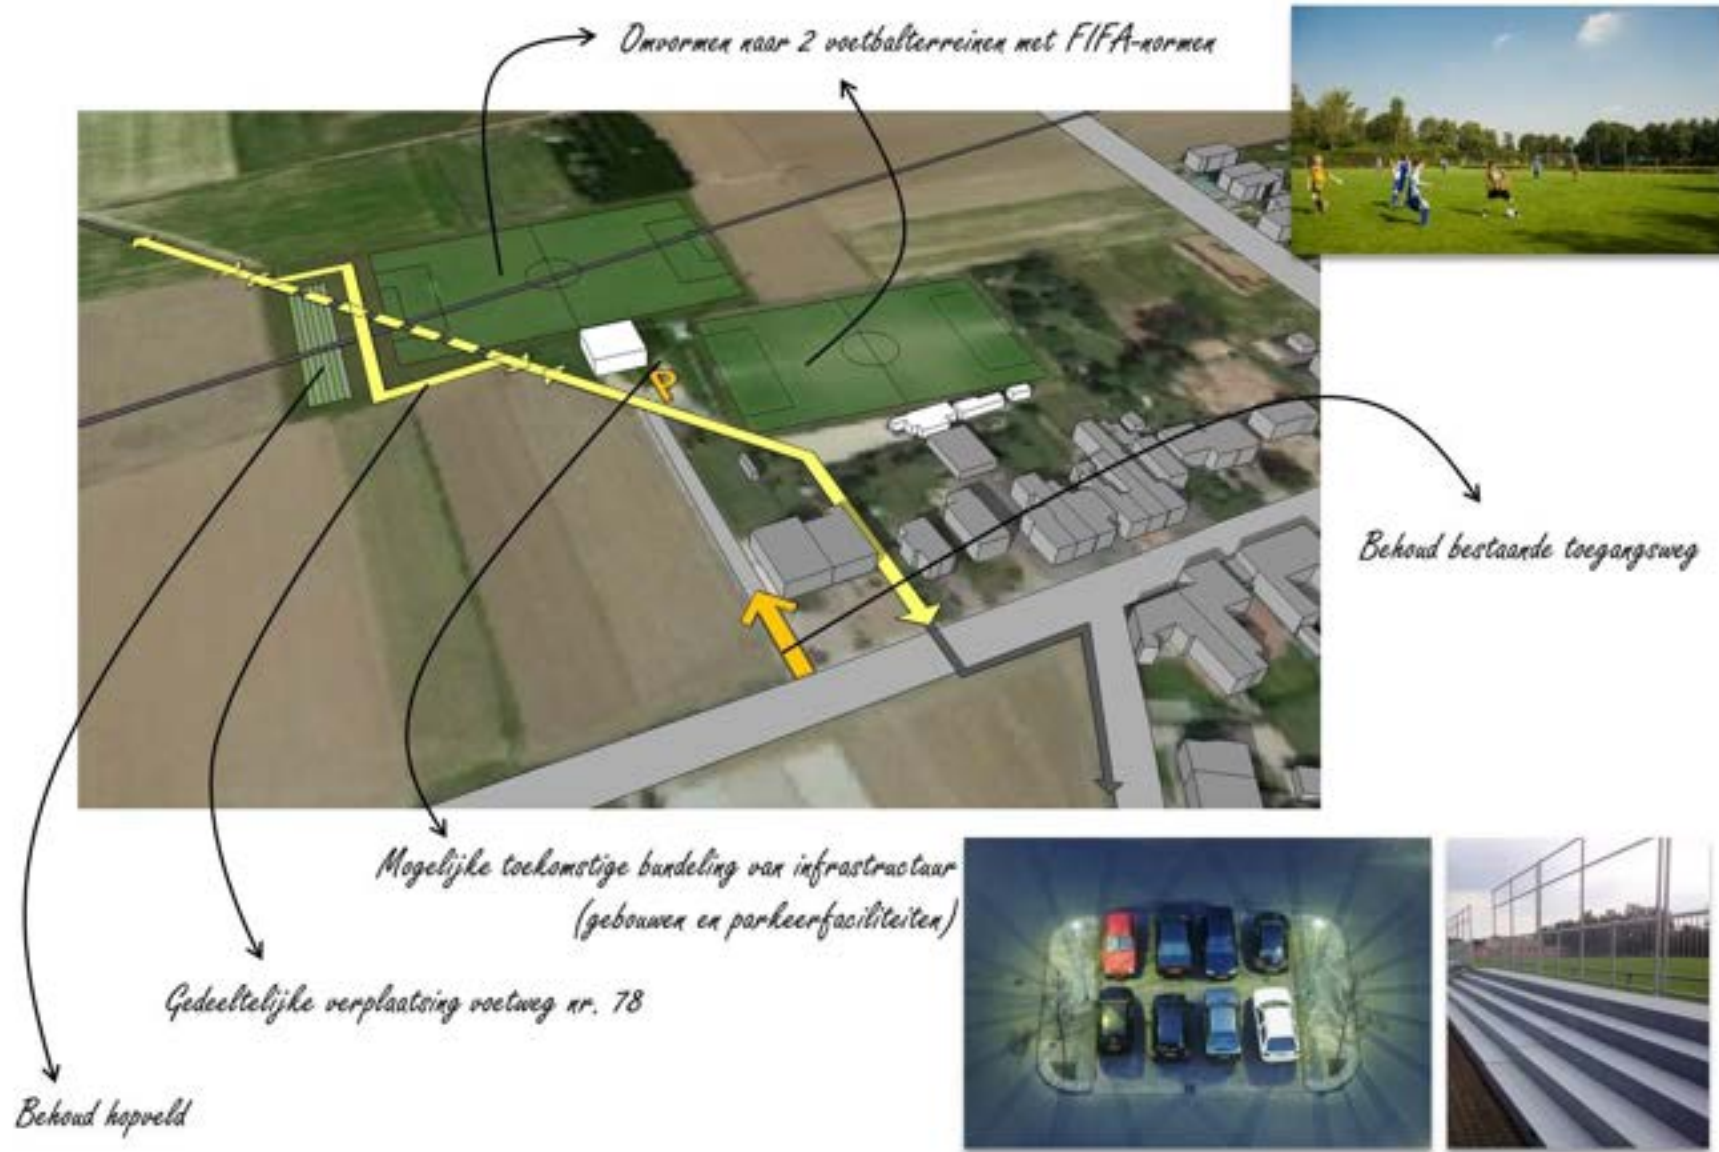 Omvormen naar 2 voetbalterreinen met FIFA-normen
P
Behoud bestaande toegangsweg
Mogelijke toekomstige bundeling van infrastructuur
(gebouwen en parkeerfaciliteiten)
Gedeeltelijke verplaatsing voetweg nr. 78
Behoud hopveld